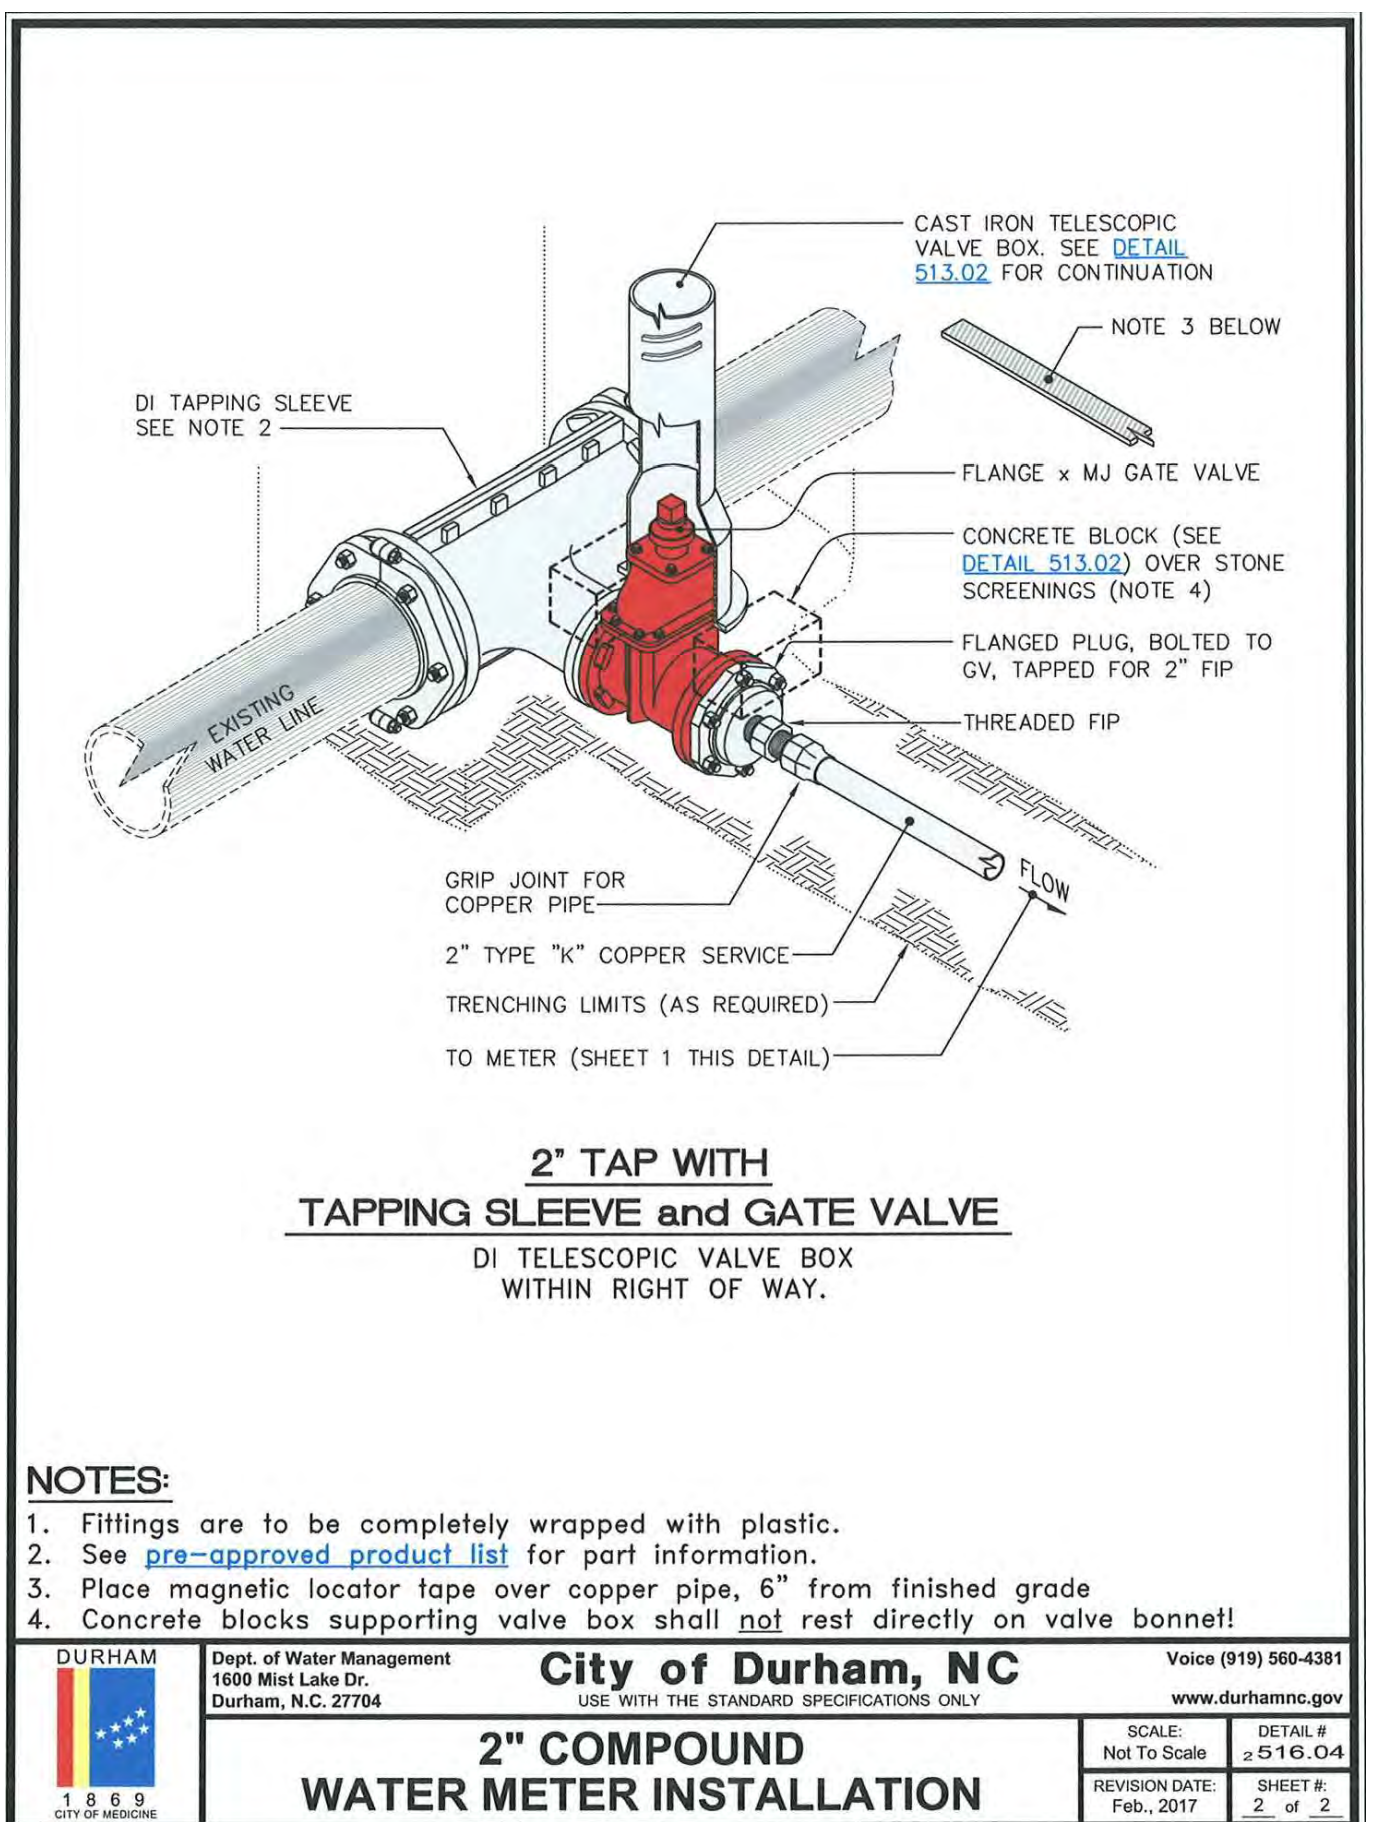 CAST IRON TELESCOPIC
VALVE BOX. SEE DETAIL
513.02 FOR CONTINUATION
NOTE 3 BELOW
DI TAPPING SLEEVE
SEE NOTE 2
FLANGE x MJ GATE VALVE
CONCRETE BLOCK (SEE
DETAIL 513.02) OVER STONE
SCREENINGS (NOTE 4)
FLANGED PLUG, BOLTED TO
GV, TAPPED FOR 2" FIP
THREADED FIP
EXISTING
WATER LINE
GRIP JOINT FOR
COPPER PIPE
FLOW
2" TYPE "K" COPPER SERVICE
TRENCHING LIMITS (AS REQUIRED)
TO METER (SHEET 1 THIS DETAIL)
2" TAP WITH
TAPPING SLEEVE and GATE VALVE
DI TELESCOPIC VALVE BOX
WITHIN RIGHT OF WAY.
NOTES:
1. Fittings are to be completely wrapped with plastic.
2. See pre-approved product list for part information.
3. Place magnetic locator tape over copper pipe, 6" from finished grade
4. Concrete blocks supporting valve box shall not rest directly on valve bonnet!
DURHAM
1869
CITY OF MEDICINE
Dept. of Water Management
1600 Mist Lake Dr.
Durham, N.C. 27704
City of Durham, NC
USE WITH THE STANDARD SPECIFICATIONS ONLY
Voice (919) 560-4381
www.durhamnc.gov
2" COMPOUND
WATER METER INSTALLATION
SCALE:
Not To Scale
DETAIL #
2 516.04
REVISION DATE:
Feb., 2017
SHEET #:
2 of 2